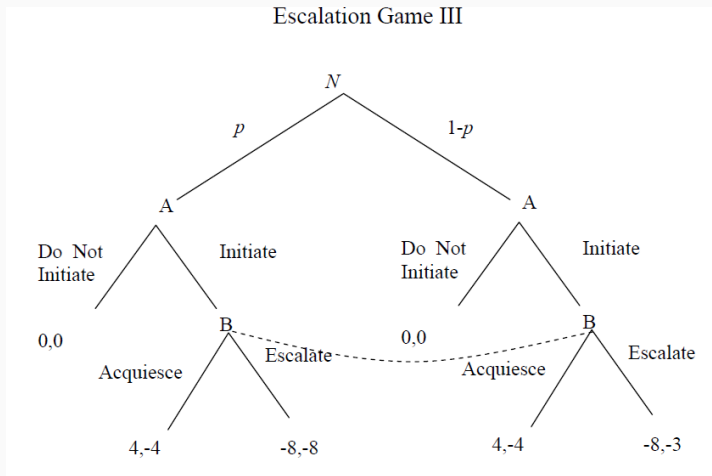 Escalation Game III
N
p
1-p
A
A
Do Not
Initiate
Initiate
Do Not
Initiate
Initiate
0,0
B
0,0
B
Acquiesce
Escalate
Acquiesce
Escalate
4,-4
-8,-8
4,-4
-8,-3